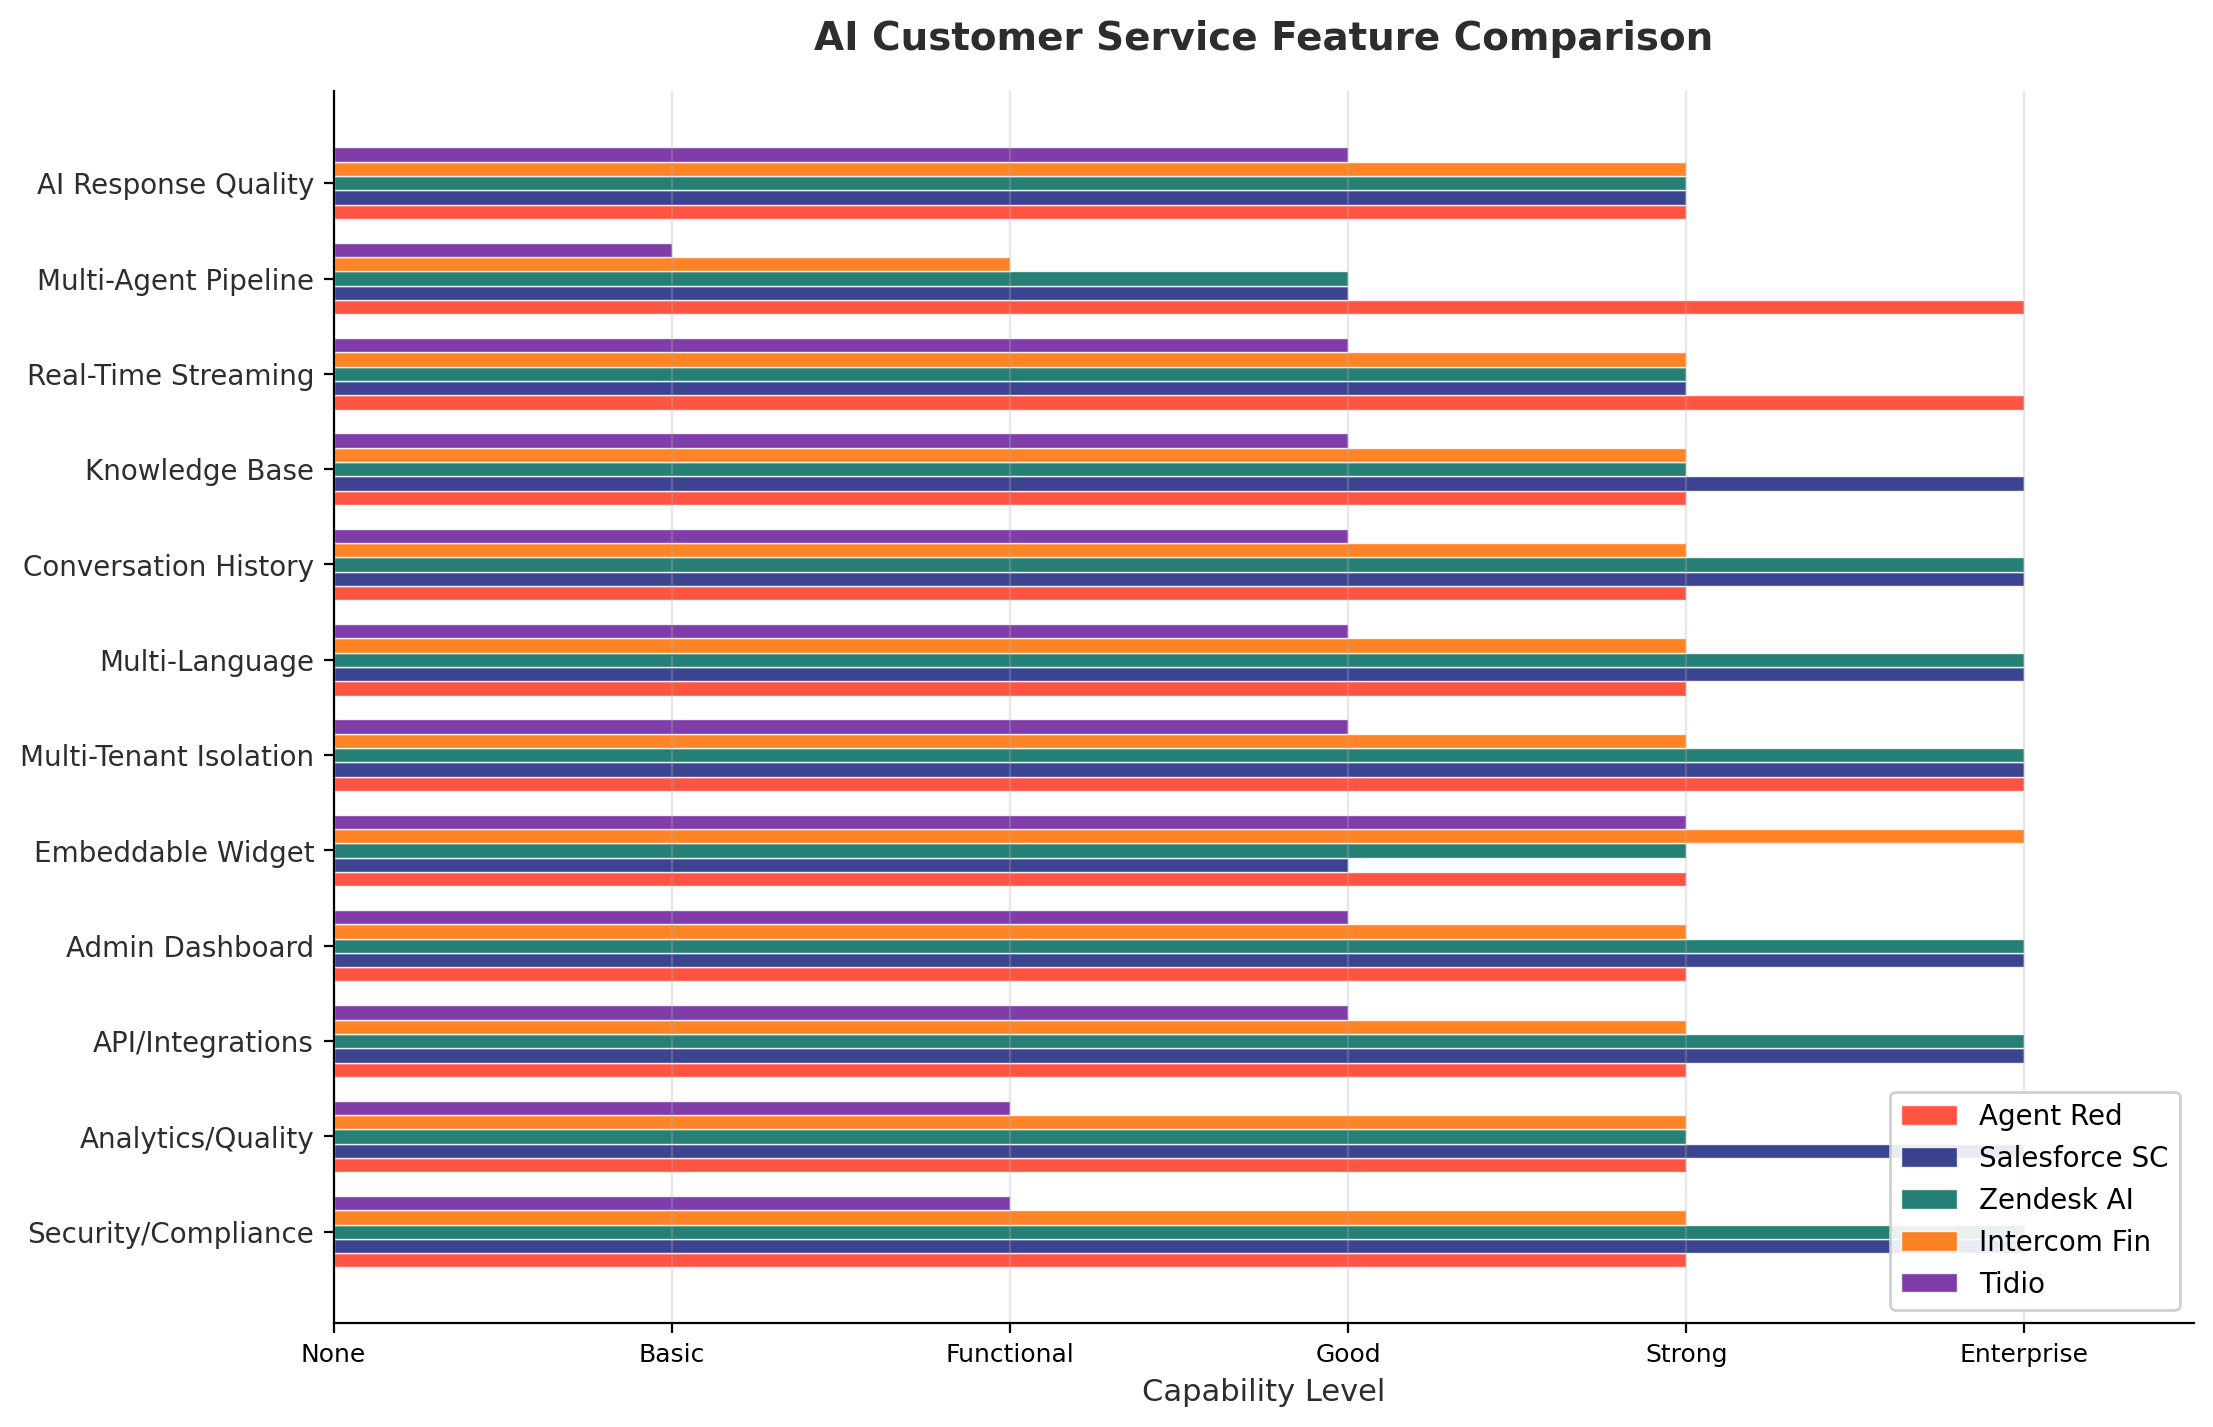 AI Customer Service Feature Comparison
AI Response Quality
Multi-Agent Pipeline
Real-Time Streaming
Knowledge Base
Conversation History
Multi-Language
Multi-Tenant Isolation
Embeddable Widget
Admin Dashboard
API/Integrations
Analytics/Quality
Security/Compliance
Agent Red
Salesforce SC
Zendesk AI
Intercom Fin
Tidio
None Basic Functional Good Strong Enterprise
Capability Level